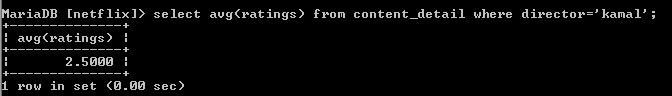 MariaDB [netflix]> select avg(ratings) from content_detail where director='kamal';
+--------------+
| avg(ratings) |
+--------------+
|       2.5000 |
+--------------+
1 row in set (0.00 sec)